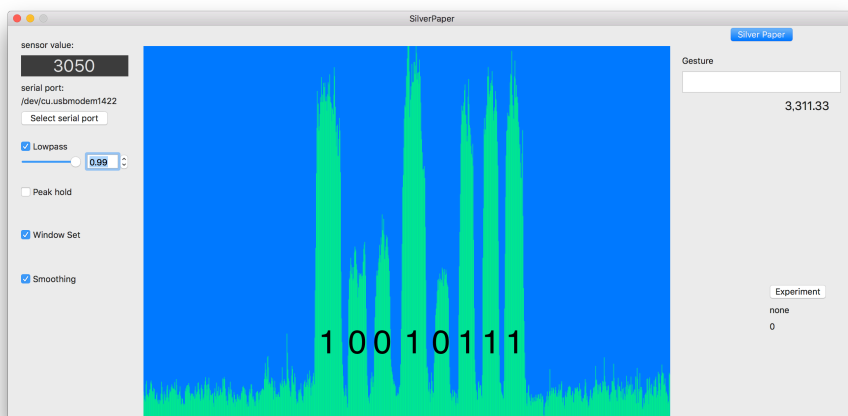 SilverPaper
sensor value:
3050
serial port:
/dev/cu.usbmodem1422
Select serial port
Lowpass
0.99
Peak hold
Window Set
Smoothing
1 0 0 1 0 1 1 1
Silver Paper
Gesture
3,311.33
Experiment
none
0